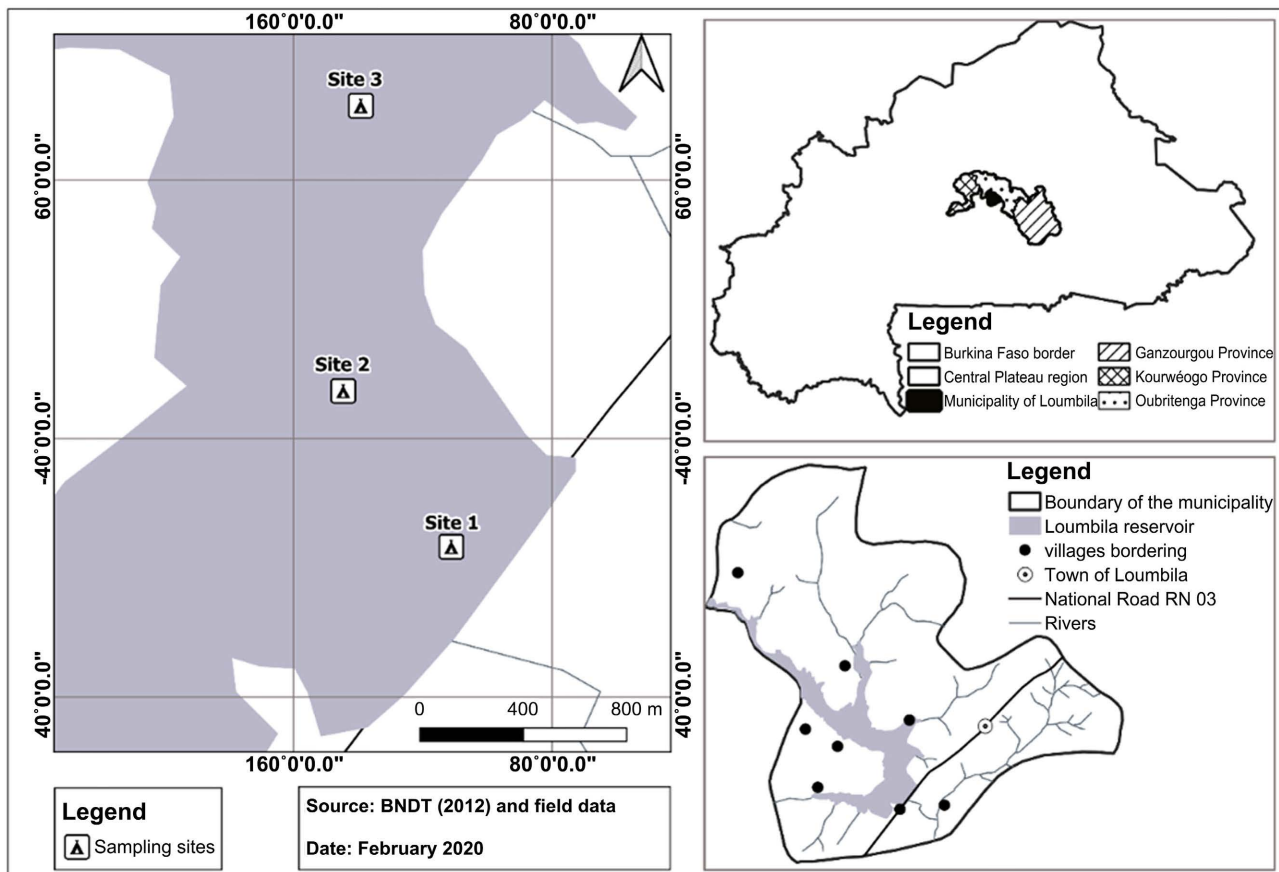 160°0'0.0" 80°0'0.0"
Site 3
60°0'0.0" 60°0'0.0"
Site 2
-40°0'0.0" -40°0'0.0"
Site 1
40°0'0.0" 40°0'0.0"
0 400 800 m
160°0'0.0" 80°0'0.0"
Legend
Sampling sites
Source: BNDT (2012) and field data
Date: February 2020
Legend
Burkina Faso border
Central Plateau region
Municipality of Loumbila
Ganzourgou Province
Kourwéogo Province
Oubritenga Province
Legend
Boundary of the municipality
Loumbila reservoir
villages bordering
Town of Loumbila
National Road RN 03
Rivers